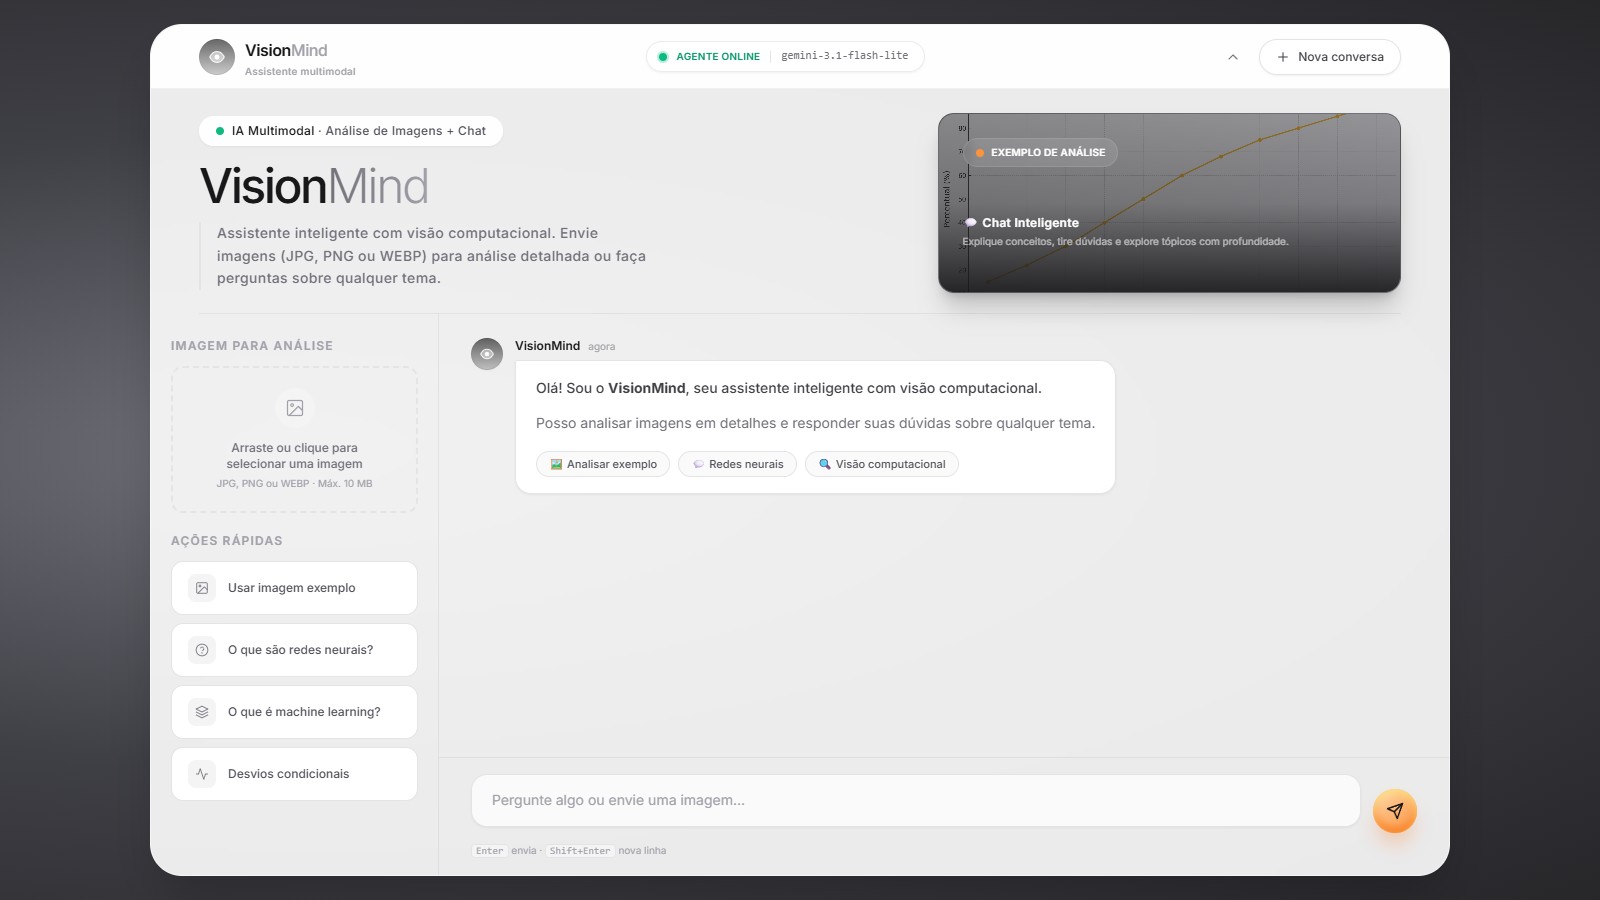 VisionMind
Assistente multimodal
AGENTE ONLINE
gemini-3.1-flash-lite
Nova conversa
IA Multimodal · Análise de Imagens + Chat
VisionMind
Assistente inteligente com visão computacional. Envie
imagens (JPG, PNG ou WEBP) para análise detalhada ou faça
perguntas sobre qualquer tema.
80
EXEMPLO DE ANÁLISE
60
50
Percentual (%)
Chat Inteligente
Explique conceitos, tire dúvidas e explore tópicos com profundidade.
IMAGEM PARA ANÁLISE
Arraste ou clique para
selecionar uma imagem
JPG, PNG ou WEBP · Máx. 10 MB
AÇÕES RÁPIDAS
Usar imagem exemplo
O que são redes neurais?
O que é machine learning?
Desvios condicionais
VisionMind agora
Olá! Sou o VisionMind, seu assistente inteligente com visão computacional.
Posso analisar imagens em detalhes e responder suas dúvidas sobre qualquer tema.
Analisar exemplo
Redes neurais
Visão computacional
Pergunte algo ou envie uma imagem...
Enter envia · Shift+Enter nova linha